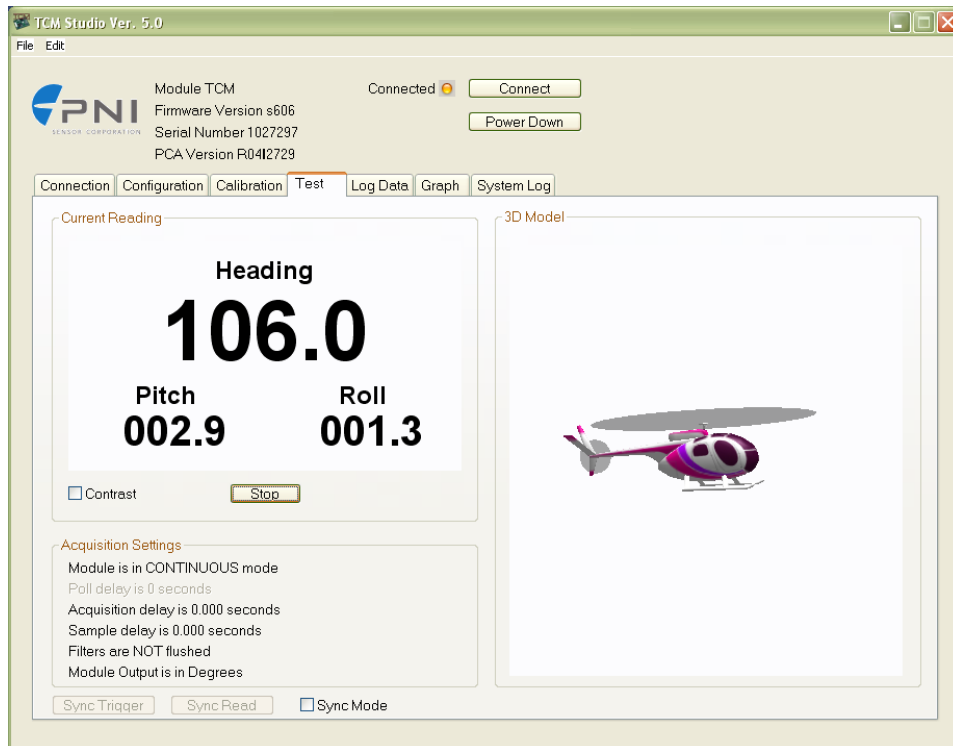 TCM Studio Ver. 5.0
File Edit
PNI
SENSOR CORPORATION
Module TCM
Firmware Version s606
Serial Number 1027297
PCA Version R04I2729
Connected
Connect
Power Down
Connection Configuration Calibration Test Log Data Graph System Log
Current Reading
Heading
106.0
Pitch
002.9
Roll
001.3
Contrast
Stop
Acquisition Settings
Module is in CONTINUOUS mode
Poll delay is 0 seconds
Acquisition delay is 0.000 seconds
Sample delay is 0.000 seconds
Filters are NOT flushed
Module Output is in Degrees
Sync Trigger Sync Read Sync Mode
3D Model